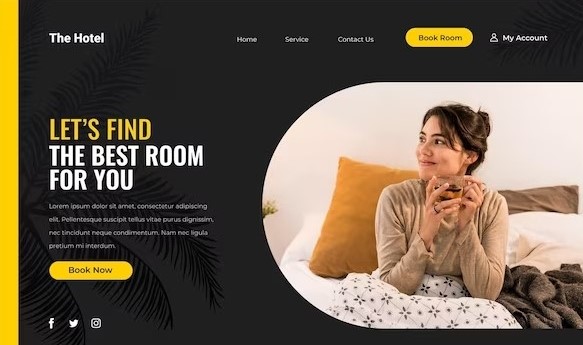 The Hotel
Home Service Contact Us Book Room My Account
LET'S FIND
THE BEST ROOM
FOR YOU
Lorem ipsum dolor sit amet, consectetur adipiscing
elit. Pellentesque suscipit tellus vitae purus dignissim,
nec tincidunt neque condimentum. Nam nec ligula
pretium mi interdum.
Book Now